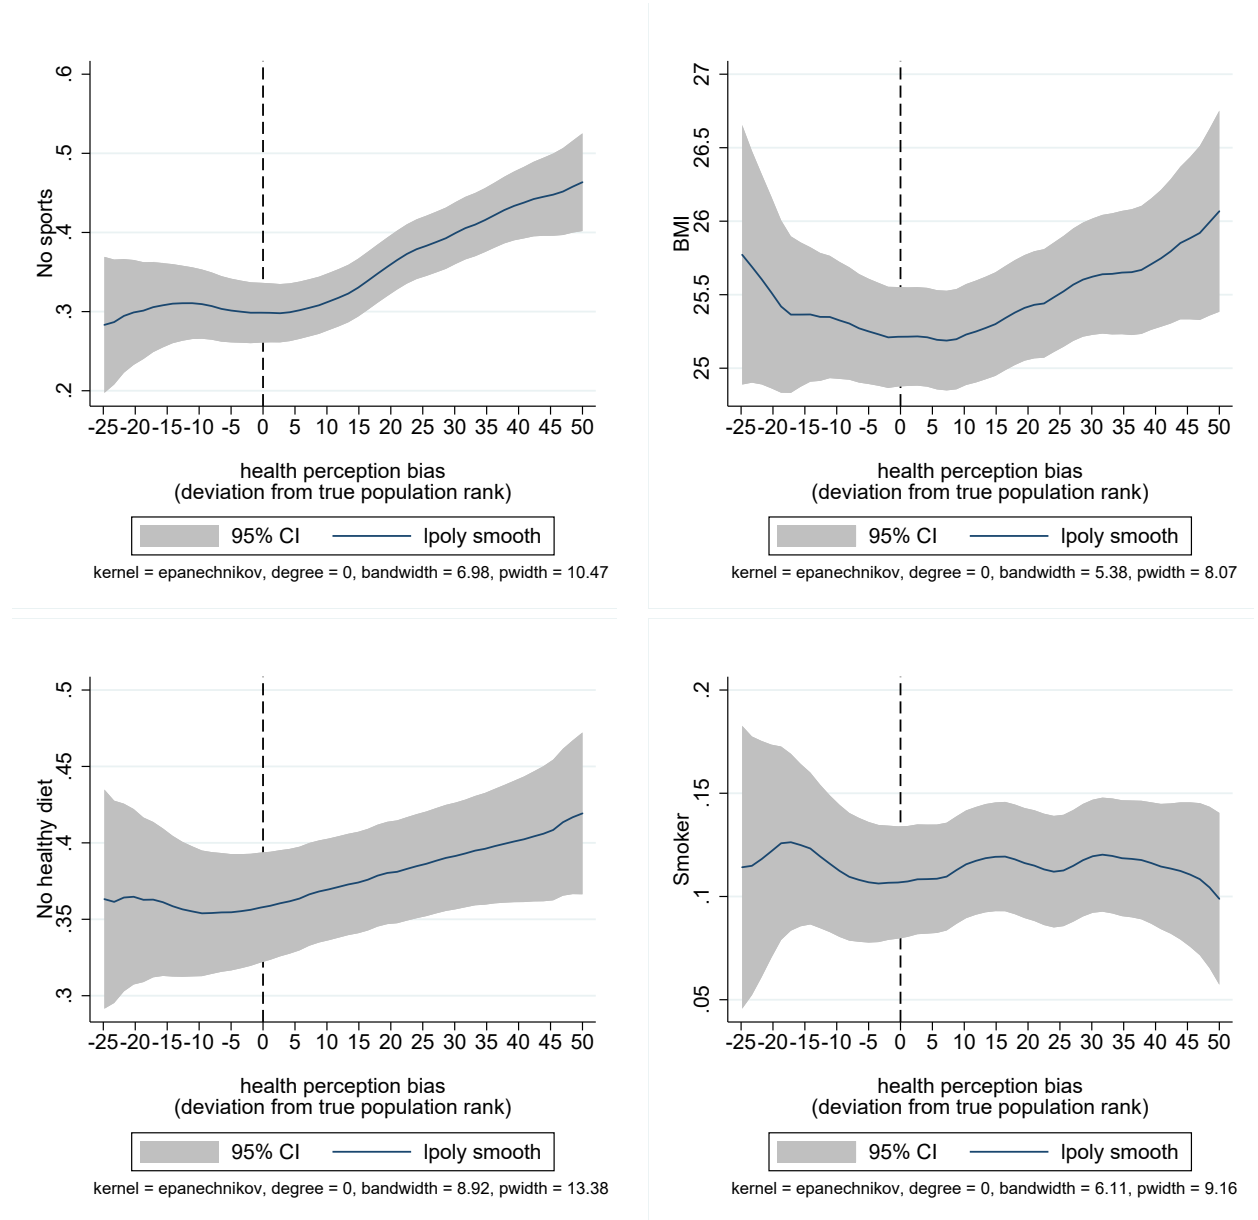 No sports
.6
.5
.4
.3
.2
-25 -20 -15 -10 -5 0 5 10 15 20 25 30 35 40 45 50
health perception bias
(deviation from true population rank)
95% CI lpoly smooth
kernel = epanechnikov, degree = 0, bandwidth = 6.98, pwidth = 10.47
BMI
27
26.5
26
25.5
25
-25 -20 -15 -10 -5 0 5 10 15 20 25 30 35 40 45 50
health perception bias
(deviation from true population rank)
95% CI lpoly smooth
kernel = epanechnikov, degree = 0, bandwidth = 5.38, pwidth = 8.07
No healthy diet
.5
.45
.4
.35
.3
-25 -20 -15 -10 -5 0 5 10 15 20 25 30 35 40 45 50
health perception bias
(deviation from true population rank)
95% CI lpoly smooth
kernel = epanechnikov, degree = 0, bandwidth = 8.92, pwidth = 13.38
Smoker
.2
.15
.1
.05
-25 -20 -15 -10 -5 0 5 10 15 20 25 30 35 40 45 50
health perception bias
(deviation from true population rank)
95% CI lpoly smooth
kernel = epanechnikov, degree = 0, bandwidth = 6.11, pwidth = 9.16